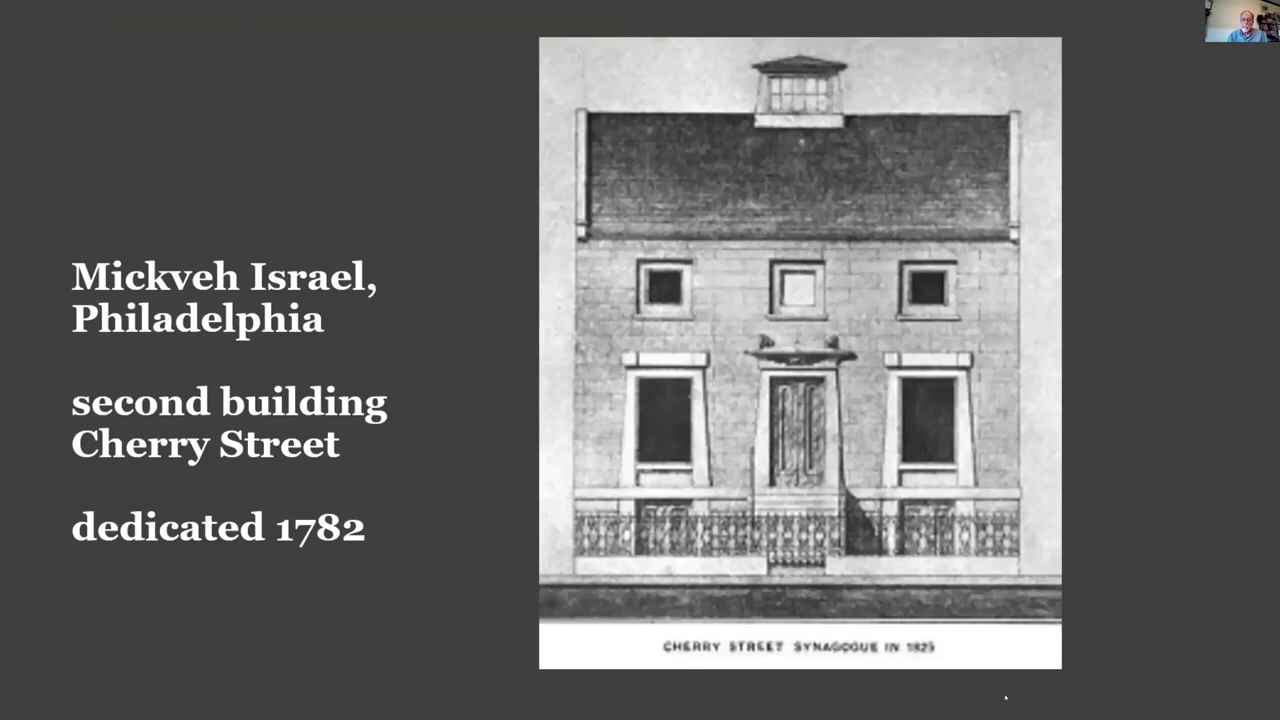 Mickveh Israel,
Philadelphia
second building
Cherry Street
dedicated 1782
CHERRY STREET SYNAGOGUE IN 1825